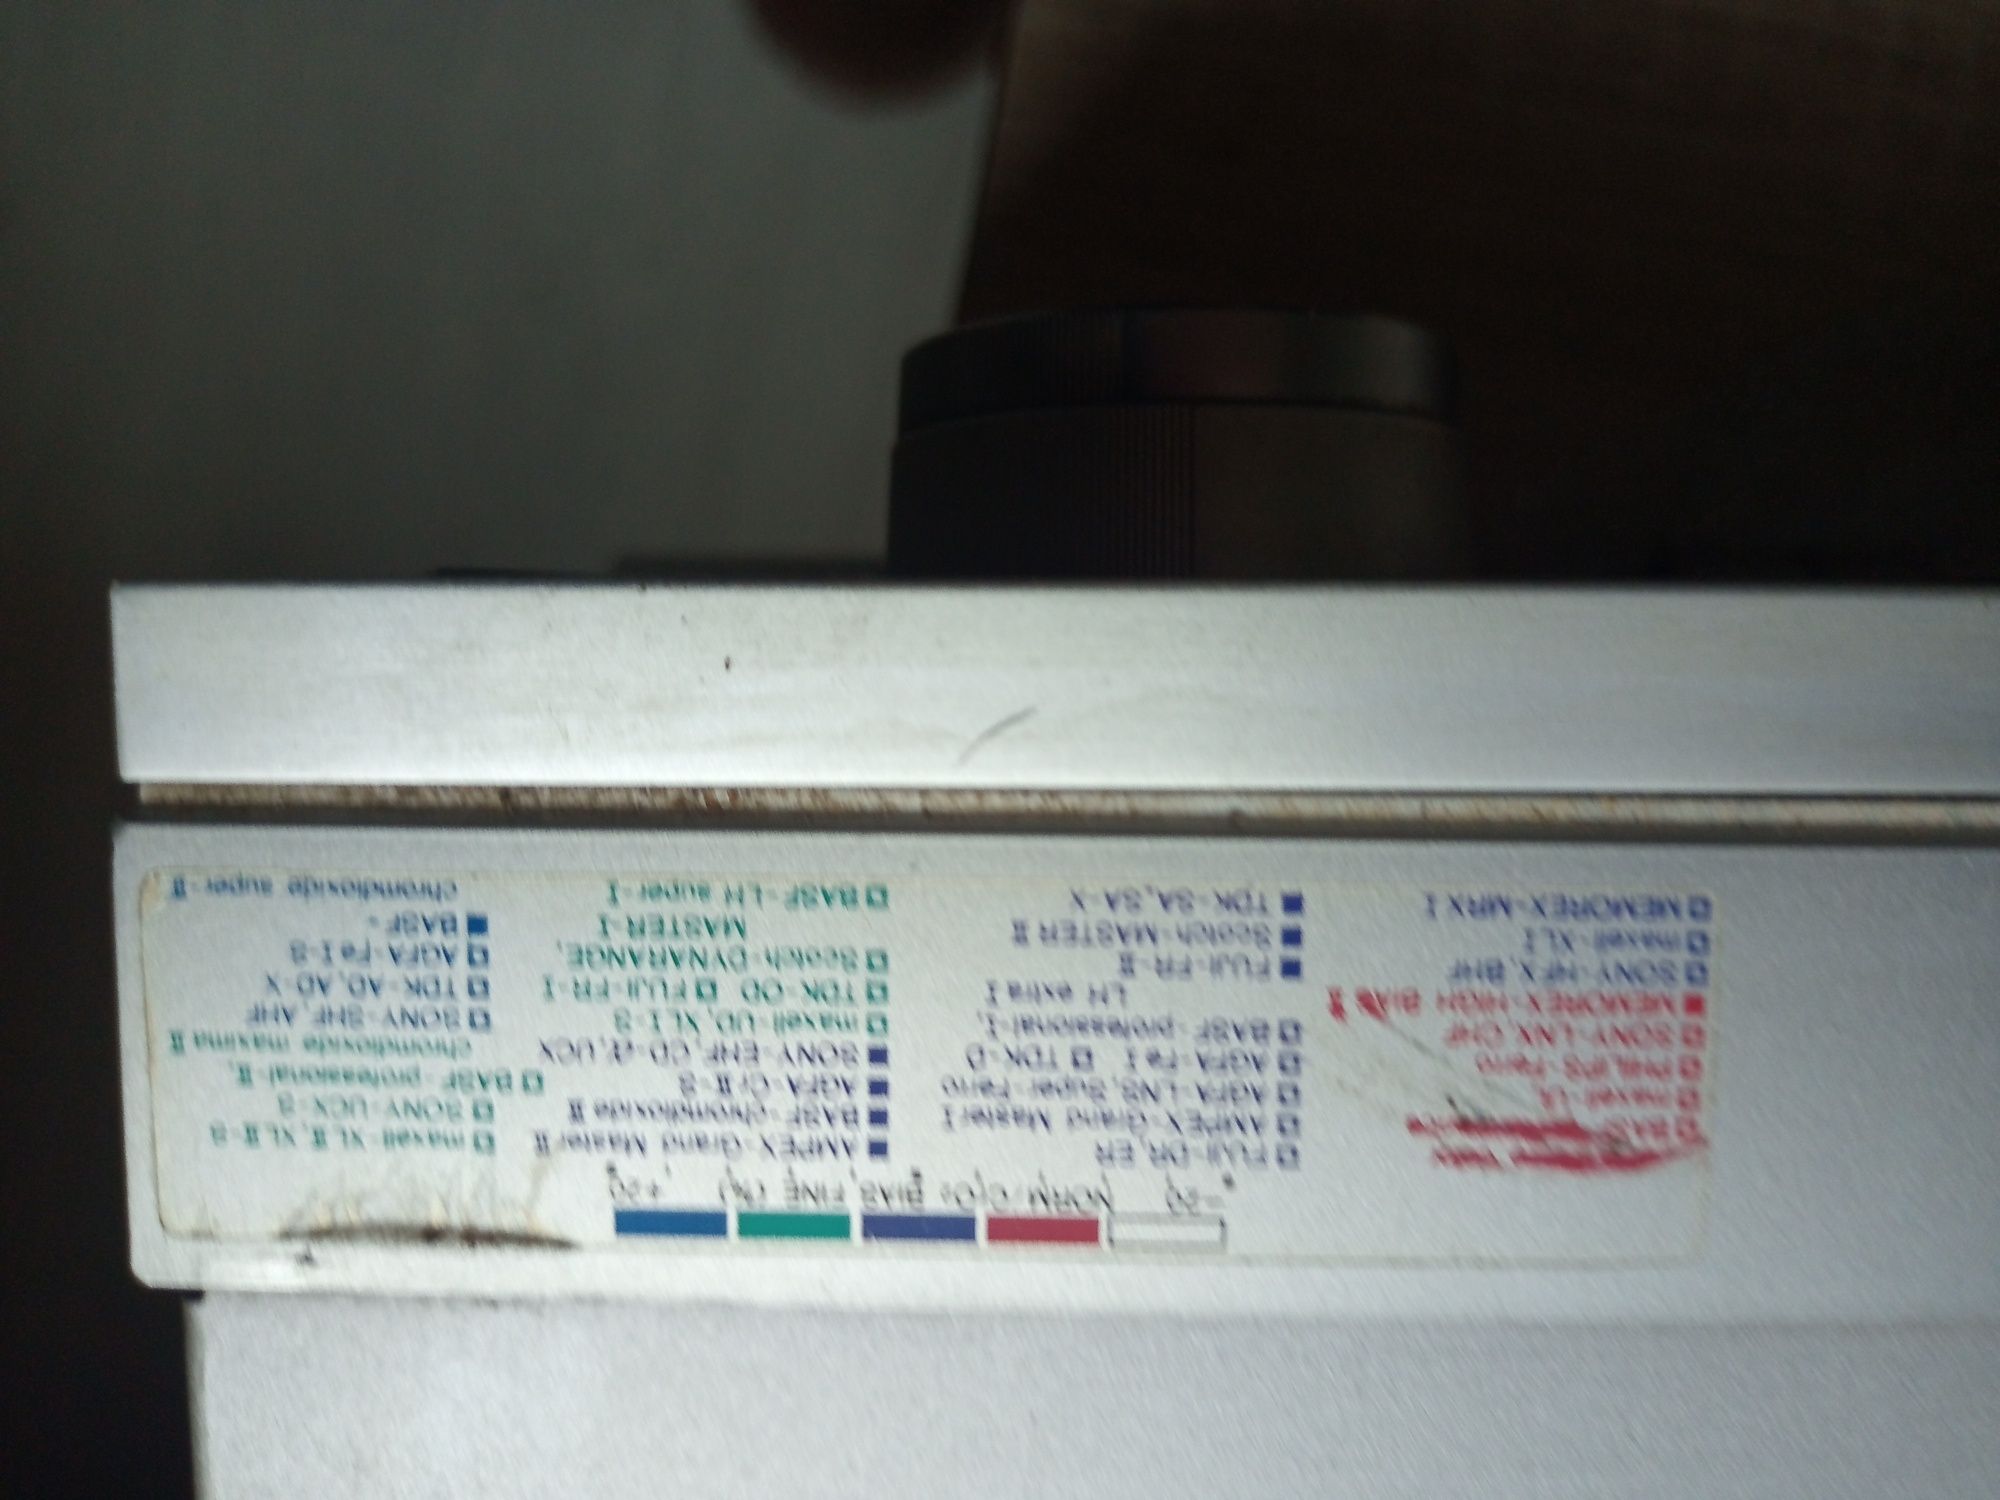 -20 NORM/CrO₂ BIAS FINE (%) +20
BASF
PHILIPS-Ferro
SONY-LNX,CHF
MEMOREX-HIGH BIAS II
SONY-HFX,BHF
maxell-XLI
MEMOREX-MRX I
FUJI-DR,ER
AMPEX-Grand Master I
AGFA-LNS, Super-Ferro
AGFA-Fe I TDK-D
BASF-professional-I,
LH extra I
FUJI-FR-II
Scotch-MASTER II
TDK-SA,SA-X
AMPEX-Grand Master II
BASF-chromdioxide II
AGFA-Cr II-S
SONY-EHF,CD-α,UCX
maxell-UD,XL I-S
TDK-OD FUJI-FR-I
Scotch-DYNARANGE,
MASTER-I
BASF-LH super-I
maxell-XL II,XL II-S
SONY-UCX-S
BASF-professional-II,
chromdioxide maxima II
SONY-SHF,AHF
TDK-AD,AD-X
AGFA-Fe I-S
BASF-
chromdioxide super-II